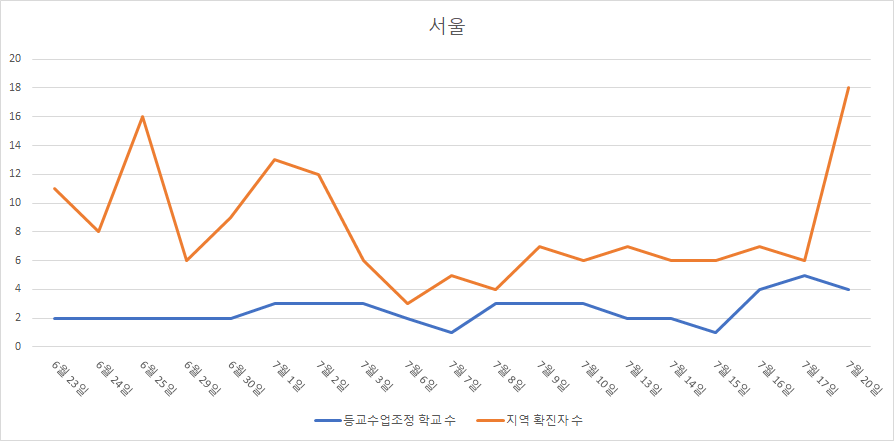 서울
20
18
16
14
12
10
8
6
4
2
0
6월 23일
6월 24일
6월 25일
6월 29일
6월 30일
7월 1일
7월 2일
7월 3일
7월 6일
7월 7일
7월 8일
7월 9일
7월 10일
7월 13일
7월 14일
7월 15일
7월 16일
7월 17일
7월 20일
등교수업조정 학교 수 지역 확진자 수